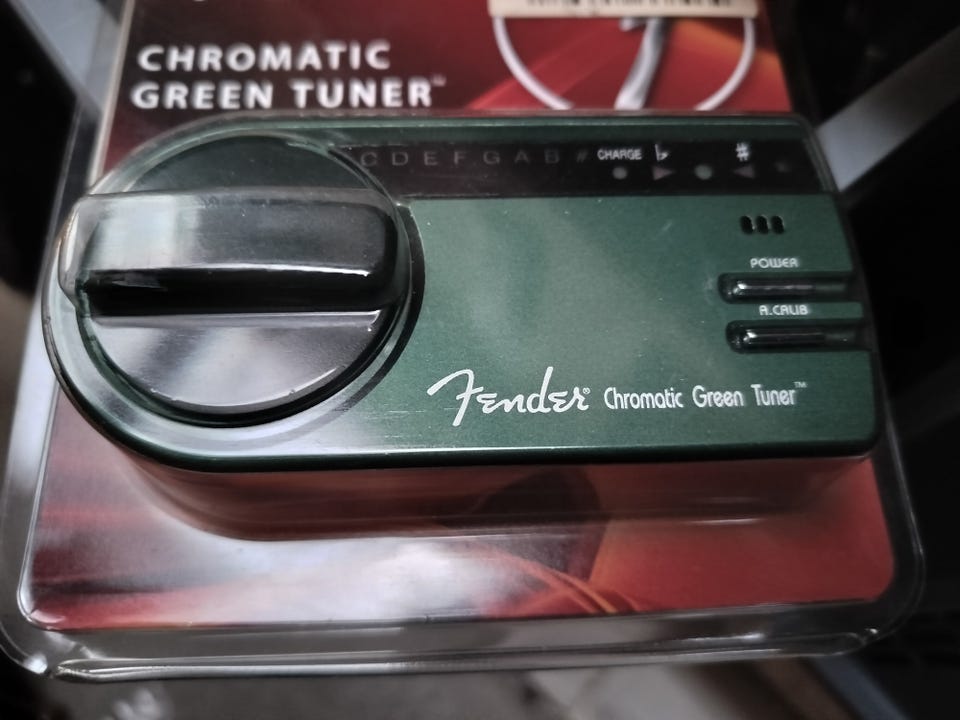 CHROMATIC
GREEN TUNER™
C D E F G A B # CHARGE ♭ #
POWER
A.CALIB
Fender® Chromatic Green Tuner™